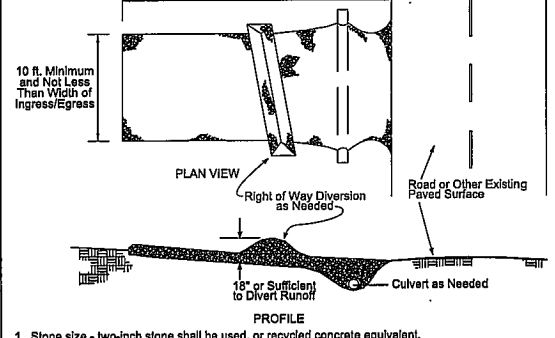 10 ft. Minimum
and Not Less
Than Width of
Ingress/Egress
PLAN VIEW
Right of Way Diversion
as Needed
Road or Other Existing
Paved Surface
18" or Sufficient
to Divert Runoff
Culvert as Needed
PROFILE
1. Stone size - two-inch stone shall be used, or recycled concrete equivalent.